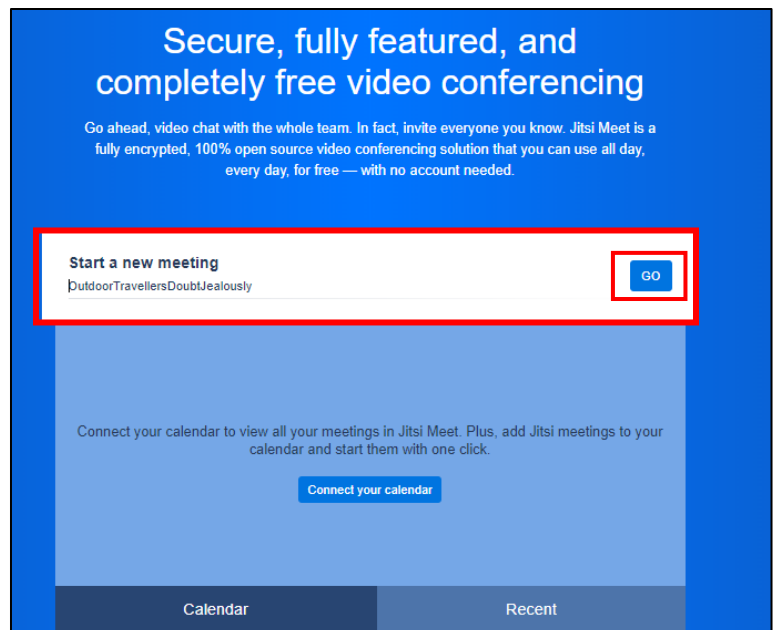 Secure, fully featured, and
completely free video conferencing
Go ahead, video chat with the whole team. In fact, invite everyone you know. Jitsi Meet is a
fully encrypted, 100% open source video conferencing solution that you can use all day,
every day, for free — with no account needed.
Start a new meeting
OutdoorTravellersDoubtJealously
GO
Connect your calendar to view all your meetings in Jitsi Meet. Plus, add Jitsi meetings to your
calendar and start them with one click.
Connect your calendar
Calendar
Recent